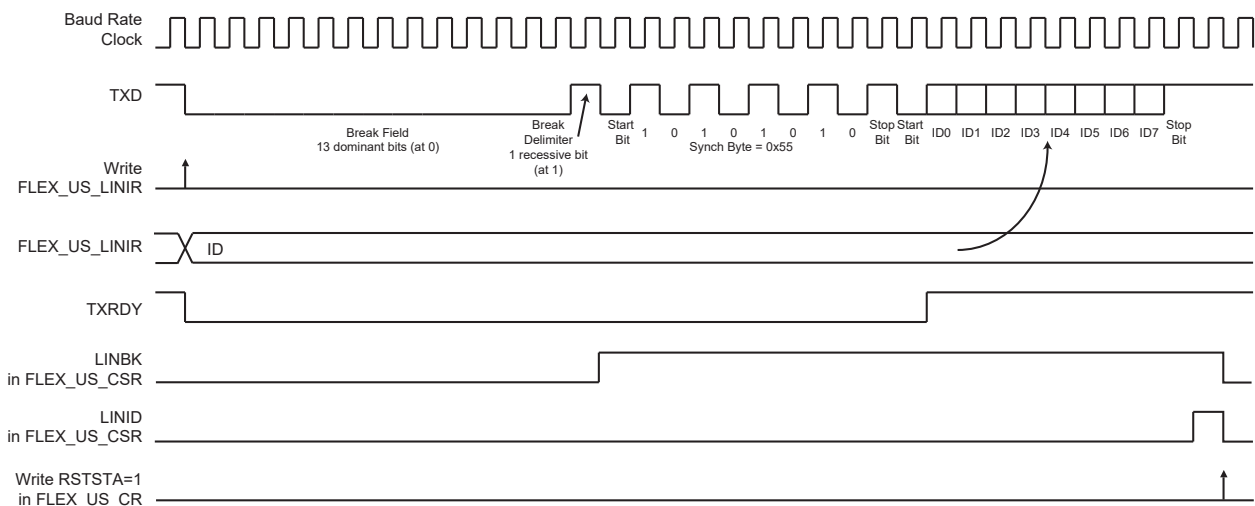 Baud Rate
Clock
TXD
Break Field
13 dominant bits (at 0)
Break
Delimiter
1 recessive bit
(at 1)
Start
Bit
1 0 1 0 1 0 1 0
Synch Byte = 0x55
Stop
Bit
Start
Bit
ID0 ID1 ID2 ID3 ID4 ID5 ID6 ID7
Stop
Bit
Write
FLEX_US_LINIR
FLEX_US_LINIR
ID
TXRDY
LINBK
in FLEX_US_CSR
LINID
in FLEX_US_CSR
Write RSTSTA=1
in FLEX_US_CR